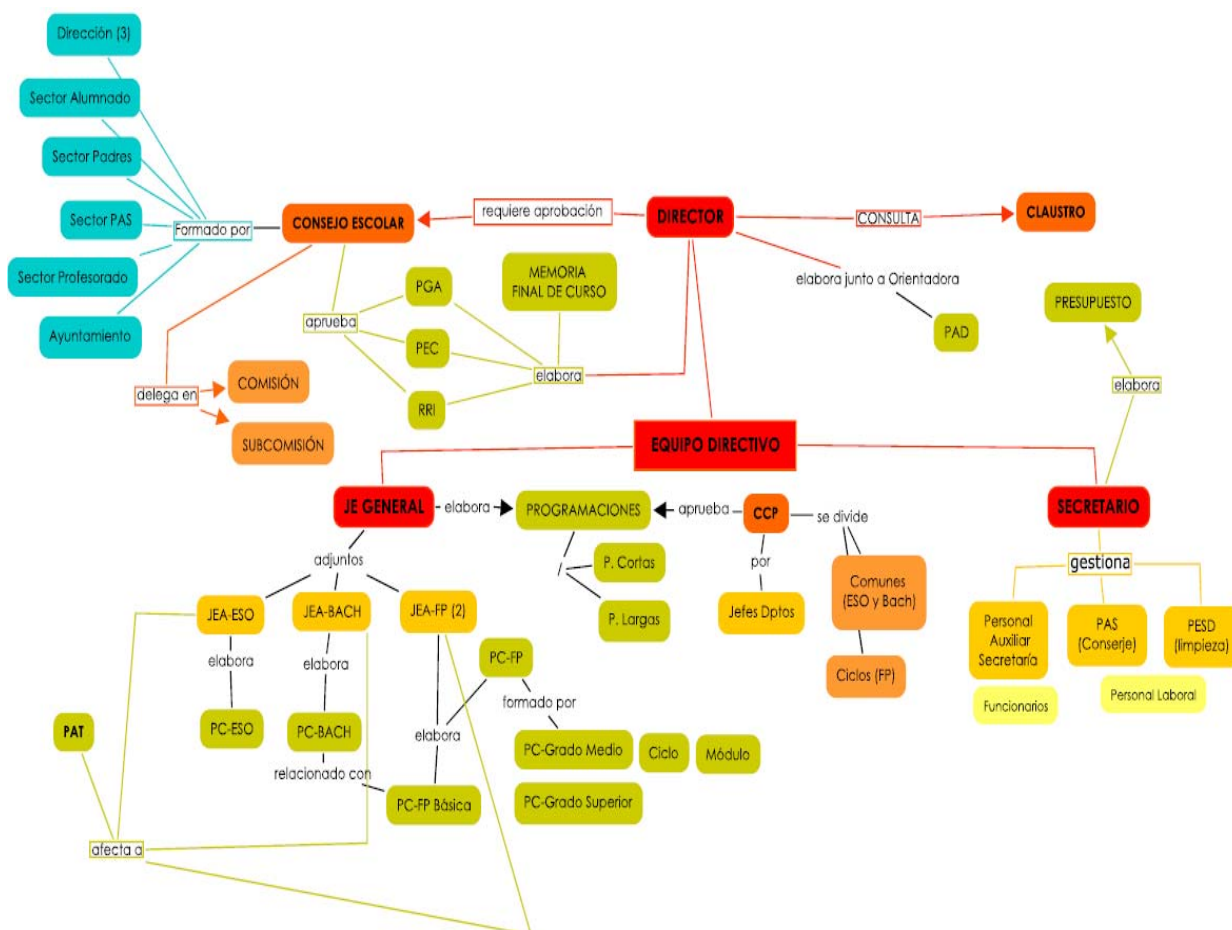 Dirección (3)
Sector Alumnado
Sector Padres
Sector PAS
Sector Profesorado
Ayuntamiento
Formado por
CONSEJO ESCOLAR
requiere aprobación
DIRECTOR
CONSULTA
CLAUSTRO
elabora junto a Orientadora
PAD
PRESUPUESTO
elabora
MEMORIA
FINAL DE CURSO
PGA
PEC
RRI
aprueba
elabora
delega en
COMISIÓN
SUBCOMISIÓN
EQUIPO DIRECTIVO
JE GENERAL
elabora
PROGRAMACIONES
aprueba
CCP
se divide
SECRETARIO
/
P. Cortas
P. Largas
por
Jefes Dptos
Comunes
(ESO y Bach)
Ciclos (FP)
gestiona
Personal
Auxiliar
Secretaría
PAS
(Conserje)
PESD
(limpieza)
Funcionarios
Personal Laboral
adjuntos
JEA-ESO
JEA-BACH
JEA-FP (2)
elabora
elabora
elabora
PC-ESO
PC-BACH
PC-FP
formado por
PC-Grado Medio
Ciclo
Módulo
PC-Grado Superior
relacionado con
PC-FP Básica
PAT
afecta a